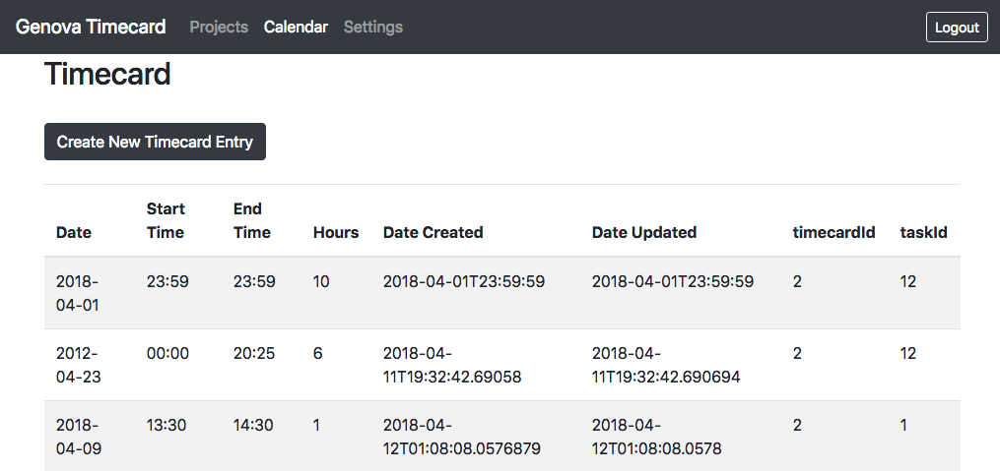 Genova Timecard Projects Calendar Settings Logout
Timecard
Create New Timecard Entry
Date Start Time End Time Hours Date Created Date Updated timecardId taskId
2018-04-01 23:59 23:59 10 2018-04-01T23:59:59 2018-04-01T23:59:59 2 12
2012-04-23 00:00 20:25 6 2018-04-11T19:32:42.69058 2018-04-11T19:32:42.690694 2 12
2018-04-09 13:30 14:30 1 2018-04-12T01:08:08.0576879 2018-04-12T01:08:08.0578 2 1